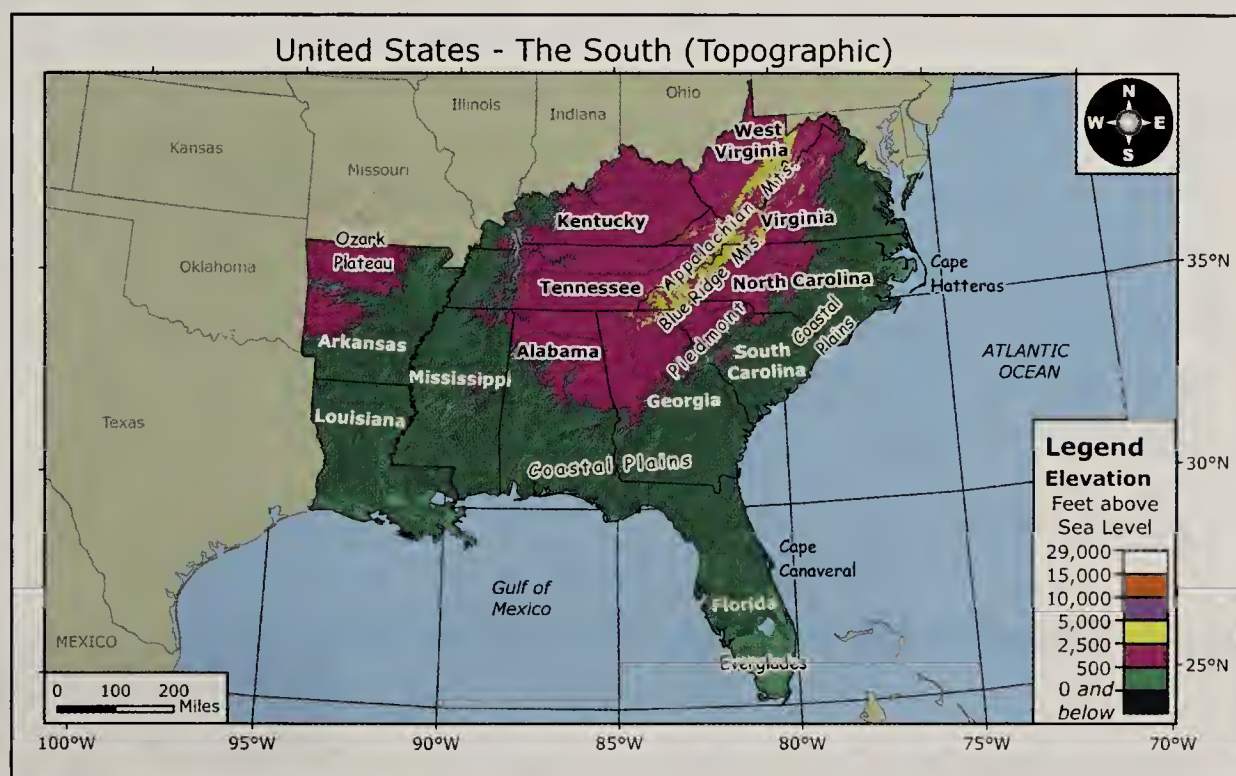 United States - The South (Topographic)
Ohio
Illinois
Indiana
N
W
E
S
West
Virginia
Kansas
Missouri
Kentucky
Appalachian Mts.
Virginia
Ozark
Plateau
Oklahoma
Cape
Hatteras
35°N
Tennessee
Blue Ridge Mts.
North Carolina
Arkansas
Alabama
Piedmont
Coastal
Plains
South
Carolina
ATLANTIC
OCEAN
Mississippi
Georgia
Louisiana
Texas
Coastal Plains
30°N
Legend
Elevation
Feet above
Sea Level
29,000
15,000
10,000
5,000
2,500
500
0 and
below
Cape
Canaveral
Gulf of
Mexico
Florida
Everglades
25°N
MEXICO
0 100 200
Miles
100°W 95°W 90°W 85°W 80°W 75°W 70°W